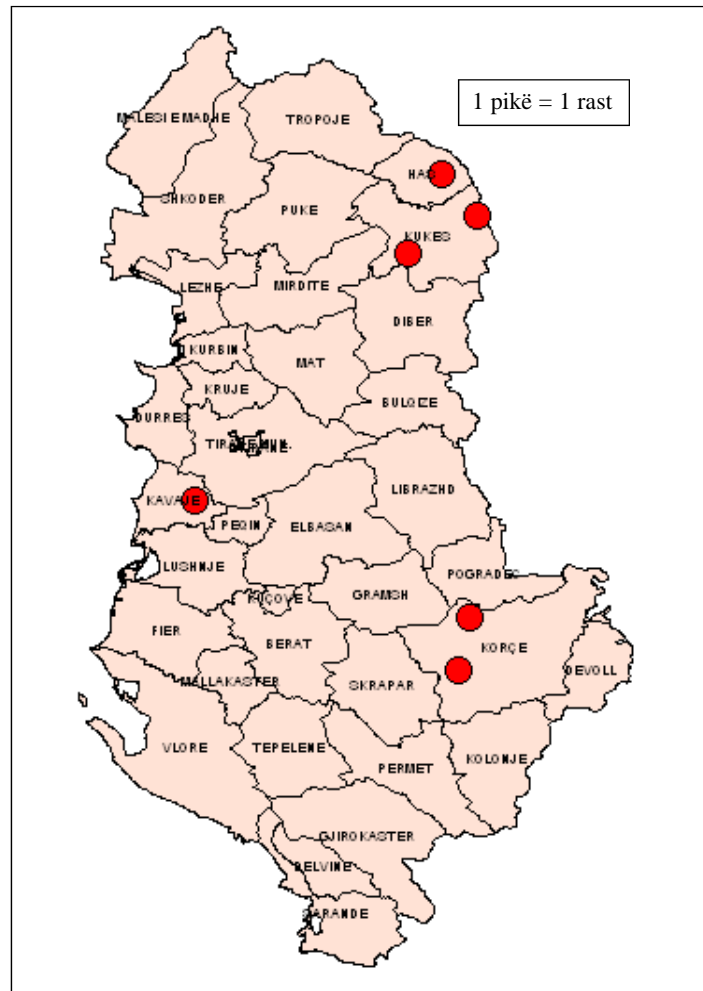 1 pikë = 1 rast
MALESI E MADHE
TROPOJE
HAS
SHKODER
PUKE
KUKES
LEZHE
MIRDITE
DIBER
KURBIN
MAT
KRUJE
BULQIZE
DURRES
TIRANE
LIBRAZHD
KAVAJE
PEQIN
ELBASAN
LUSHNJE
POGRADEC
KUÇOVE
GRAMSH
FIER
BERAT
KORÇE
DEVOLL
MALLAKASTER
SKRAPAR
VLORE
TEPELENE
KOLONJE
PERMET
GJIROKASTER
DELVINE
SARANDE